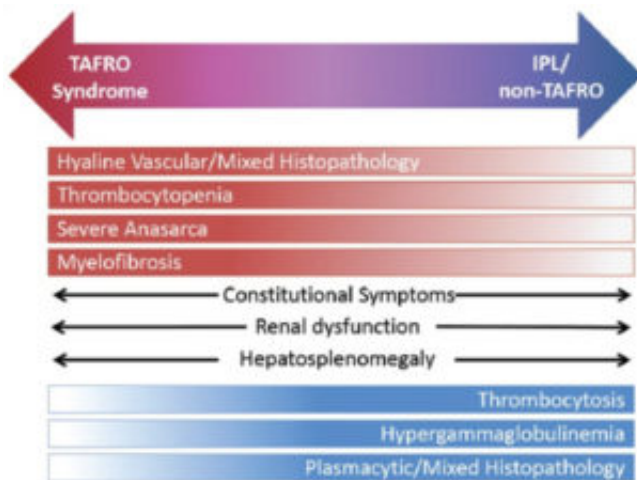 TAFRO
Syndrome
IPL/
non-TAFRO
Hyaline Vascular/Mixed Histopathology
Thrombocytopenia
Severe Anasarca
Myelofibrosis
Constitutional Symptoms
Renal dysfunction
Hepatosplenomegaly
Thrombocytosis
Hypergammaglobulinemia
Plasmacytic/Mixed Histopathology